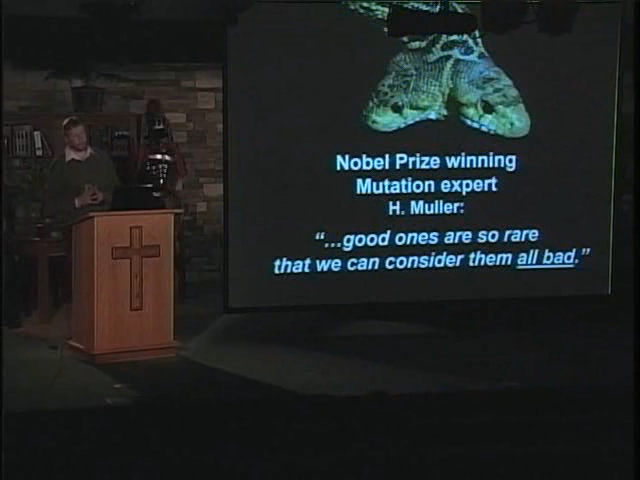 Nobel Prize winning
Mutation expert
H. Muller:
“...good ones are so rare
that we can consider them all bad.”